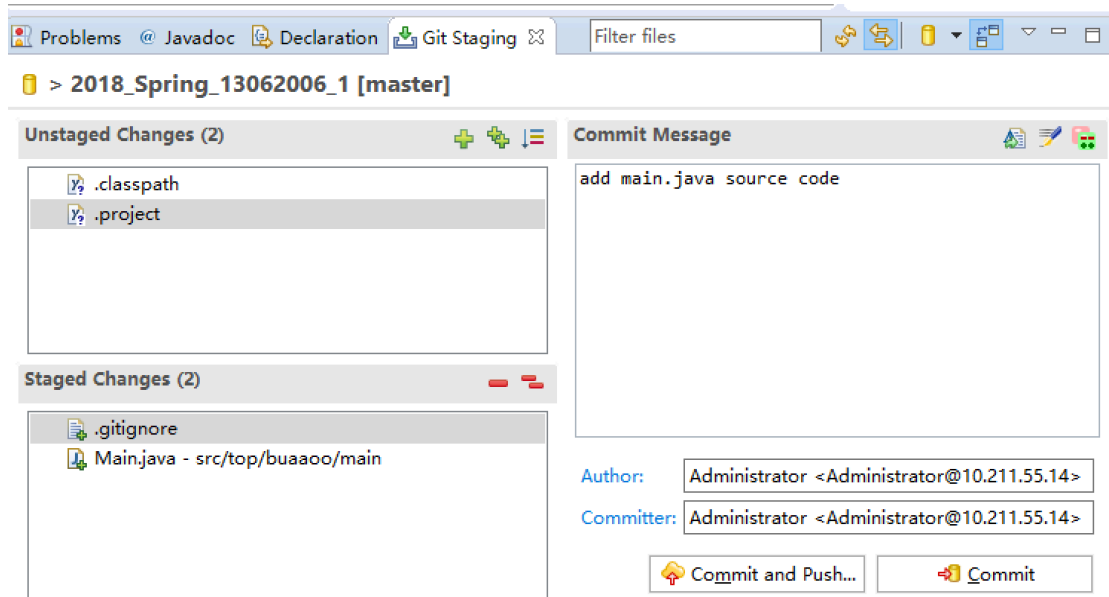 Problems @ Javadoc Declaration Git Staging Filter files
> 2018_Spring_13062006_1 [master]
Unstaged Changes (2)
.classpath
.project
Staged Changes (2)
.gitignore
Main.java - src/top/buaaoo/main
Commit Message
add main.java source code
Author: Administrator <Administrator@10.211.55.14>
Committer: Administrator <Administrator@10.211.55.14>
Commit and Push... Commit